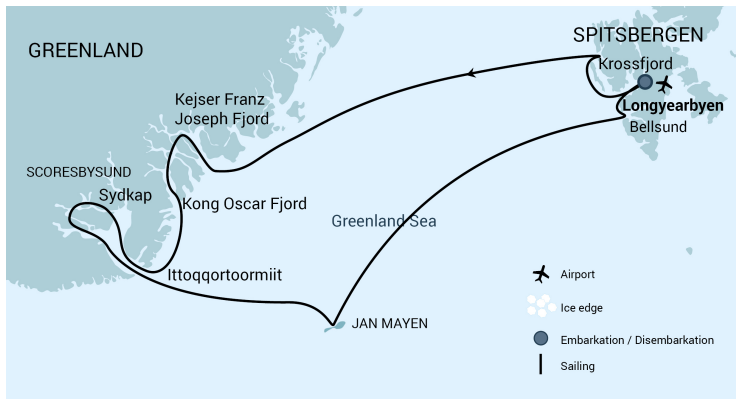 GREENLAND
SPITSBERGEN
Krossfjord
Longyearbyen
Bellsund
Kejser Franz
Joseph Fjord
SCORESBYSUND
Sydkap
Kong Oscar Fjord
Greenland Sea
Ittoqqortoormiit
JAN MAYEN
Airport
Ice edge
Embarkation / Disembarkation
Sailing